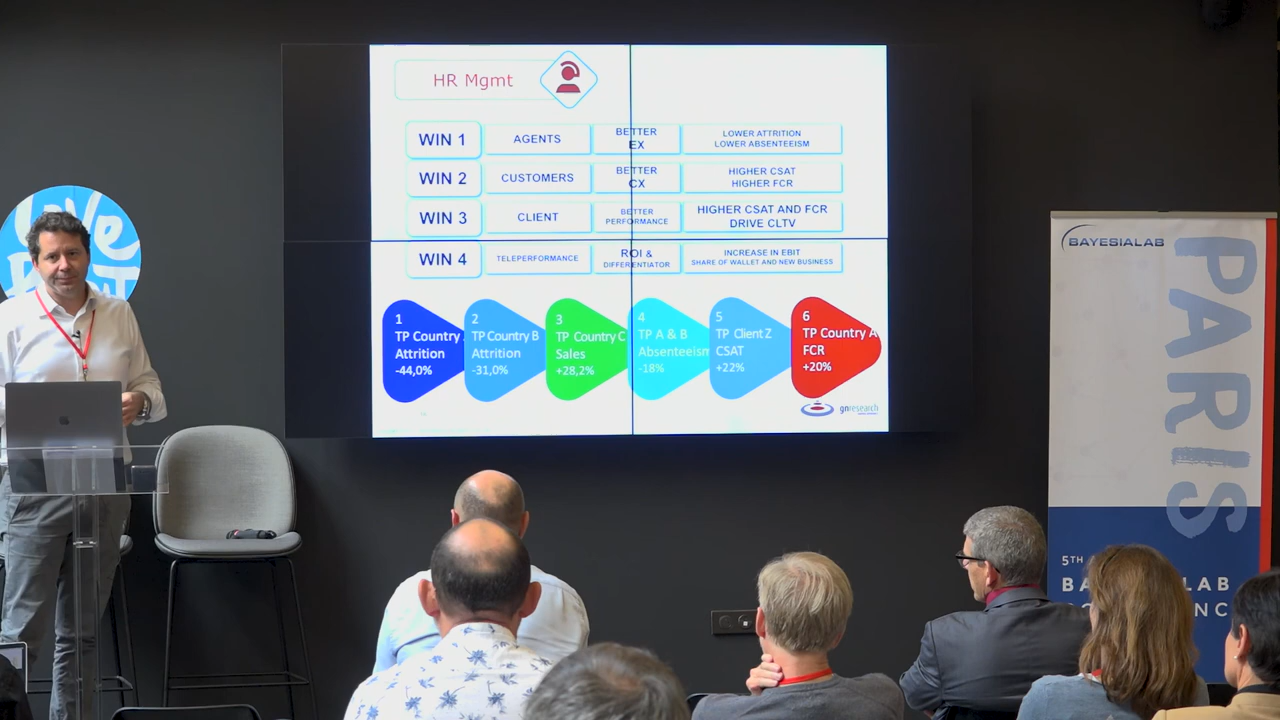 HR Mgmt
WIN 1
AGENTS
BETTER
EX
LOWER ATTRITION
LOWER ABSENTEEISM
WIN 2
CUSTOMERS
BETTER
CX
HIGHER CSAT
HIGHER FCR
WIN 3
CLIENT
BETTER
PERFORMANCE
HIGHER CSAT AND FCR
DRIVE CLTV
WIN 4
TELEPERFORMANCE
ROI &
DIFFERENTIATOR
INCREASE IN EBIT
SHARE OF WALLET AND NEW BUSINESS
1
TP Country
Attrition
-44,0%
2
TP Country B
Attrition
-31,0%
3
TP Country C
Sales
+28,2%
4
TP A & B
Absenteeism
-18%
5
TP Client Z
CSAT
+22%
6
TP Country A
FCR
+20%
gnresearch
Love
BAYESIALAB
PARIS
5TH